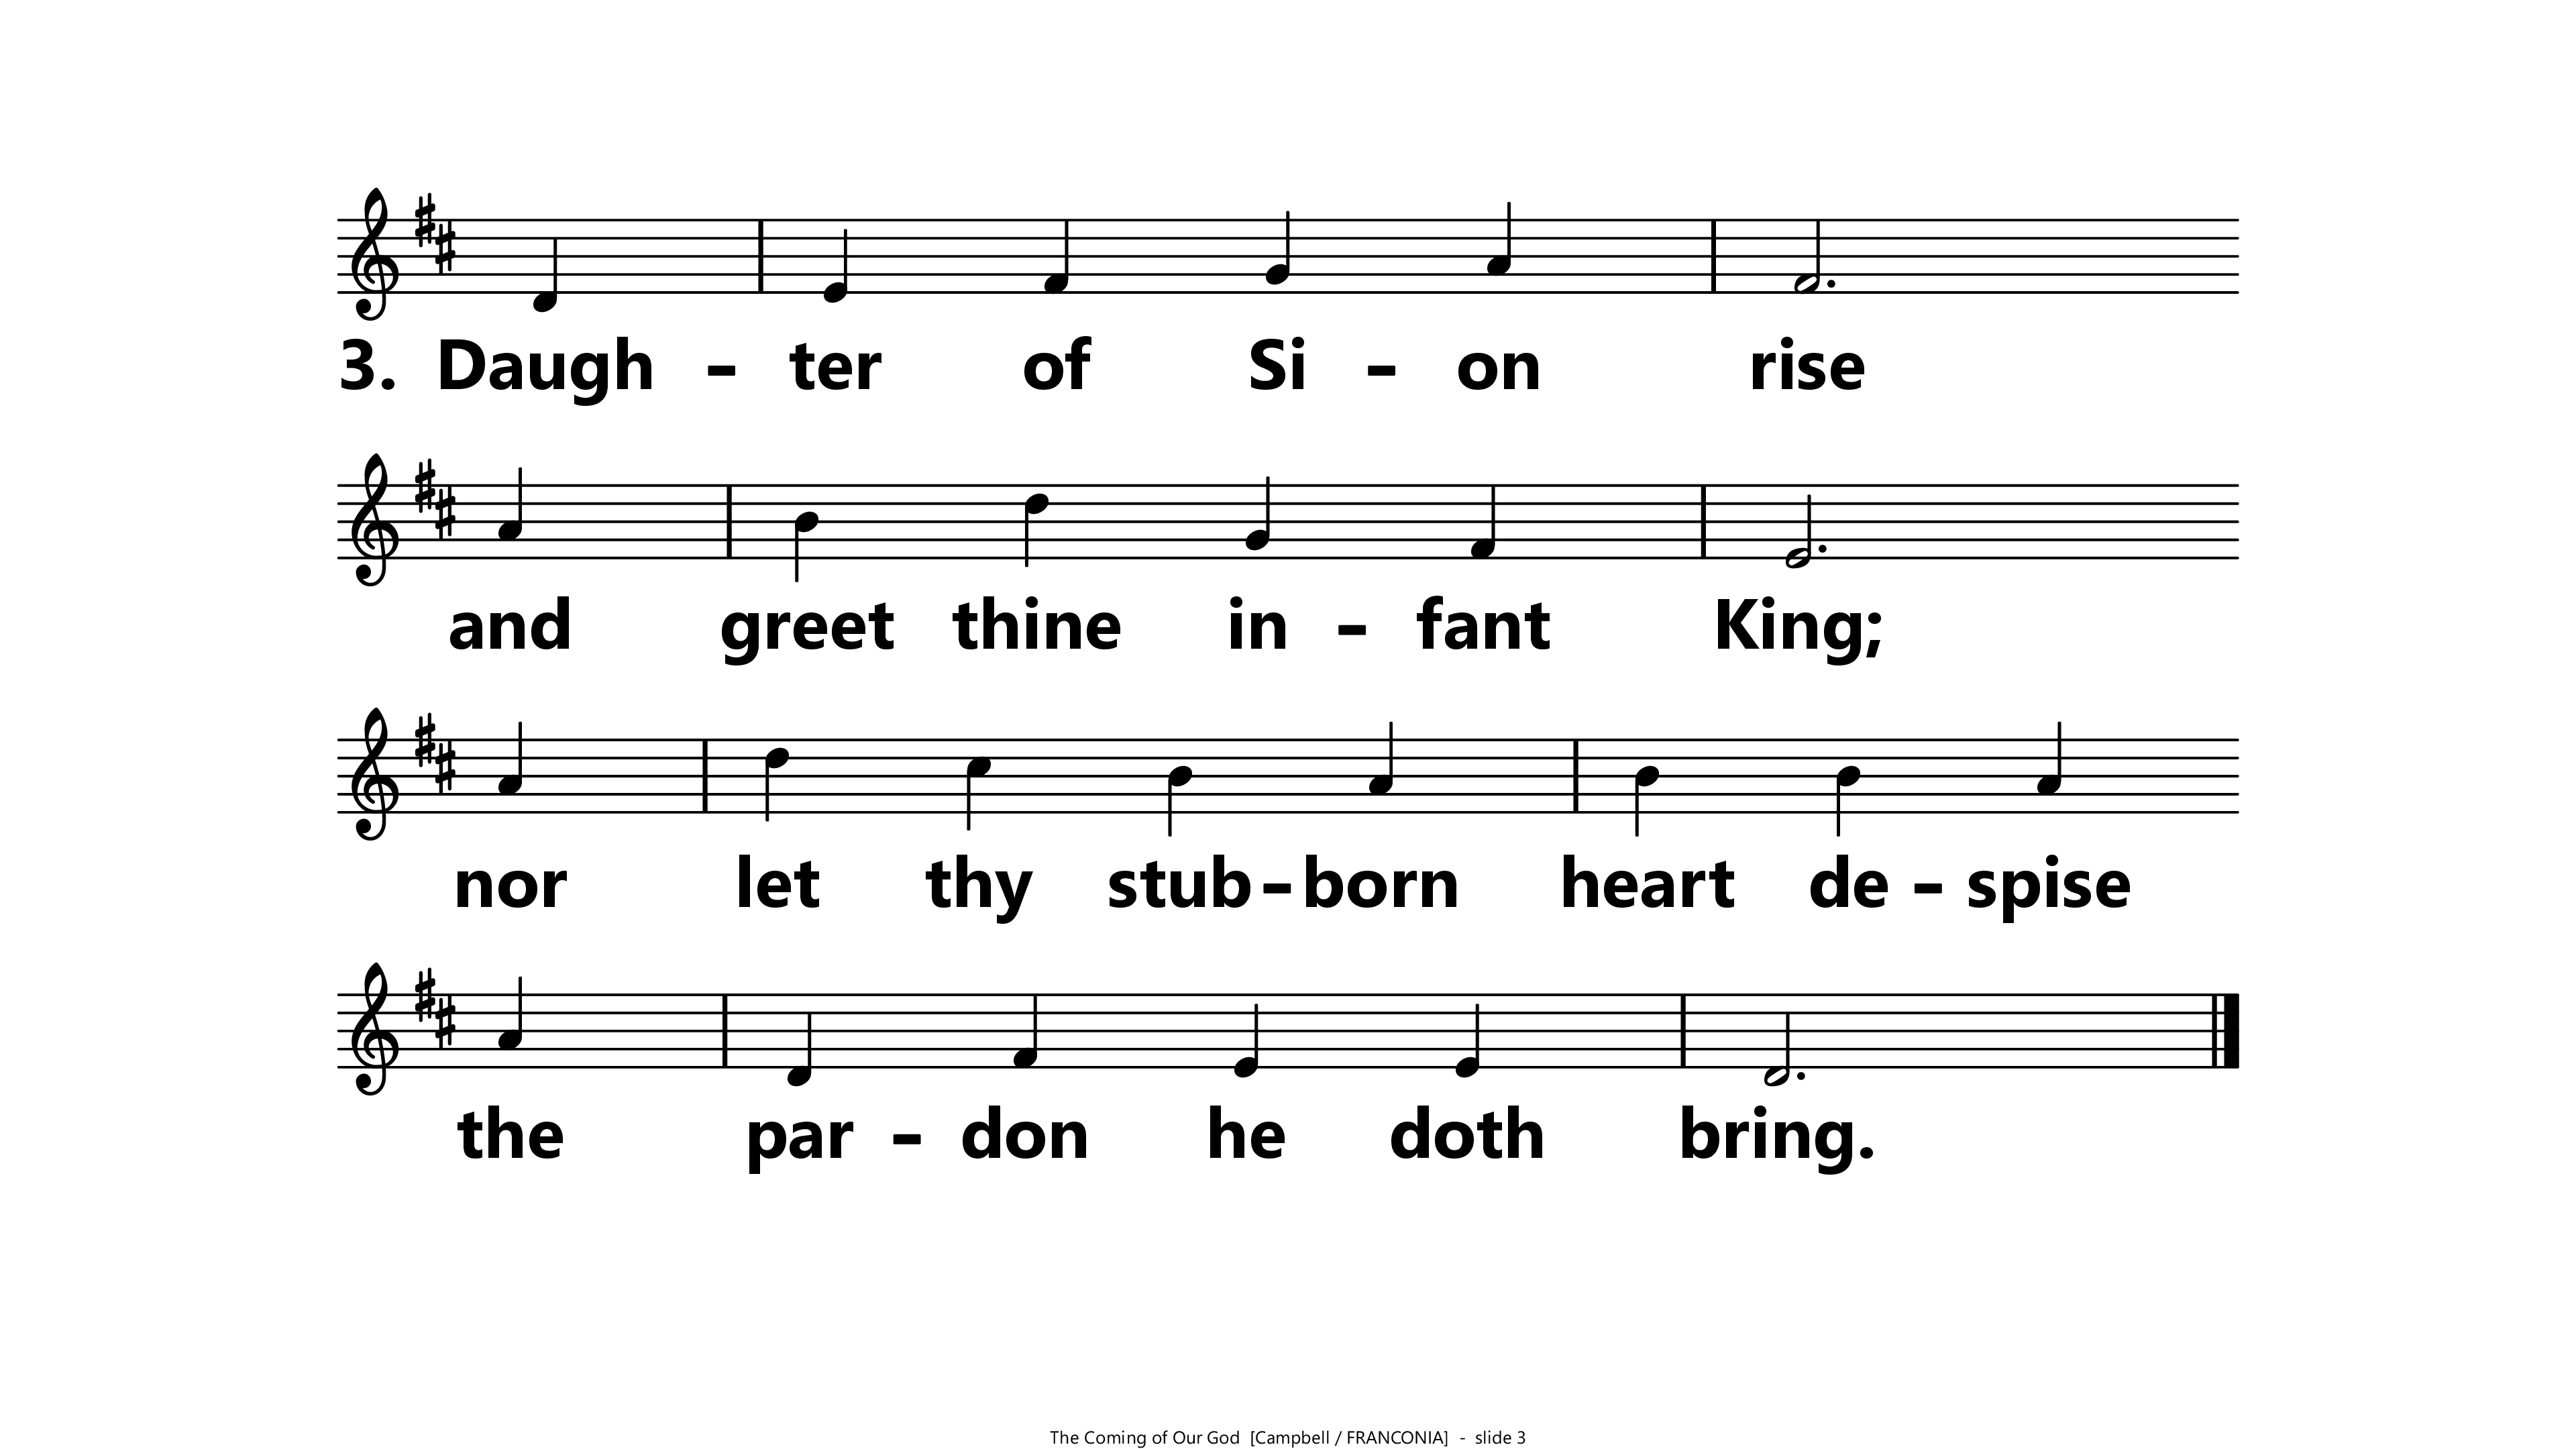 3. Daugh - ter of Si - on rise
and greet thine in - fant King;
nor let thy stub - born heart de - spise
the par - don he doth bring.
The Coming of Our God [Campbell / FRANCONIA] - slide 3